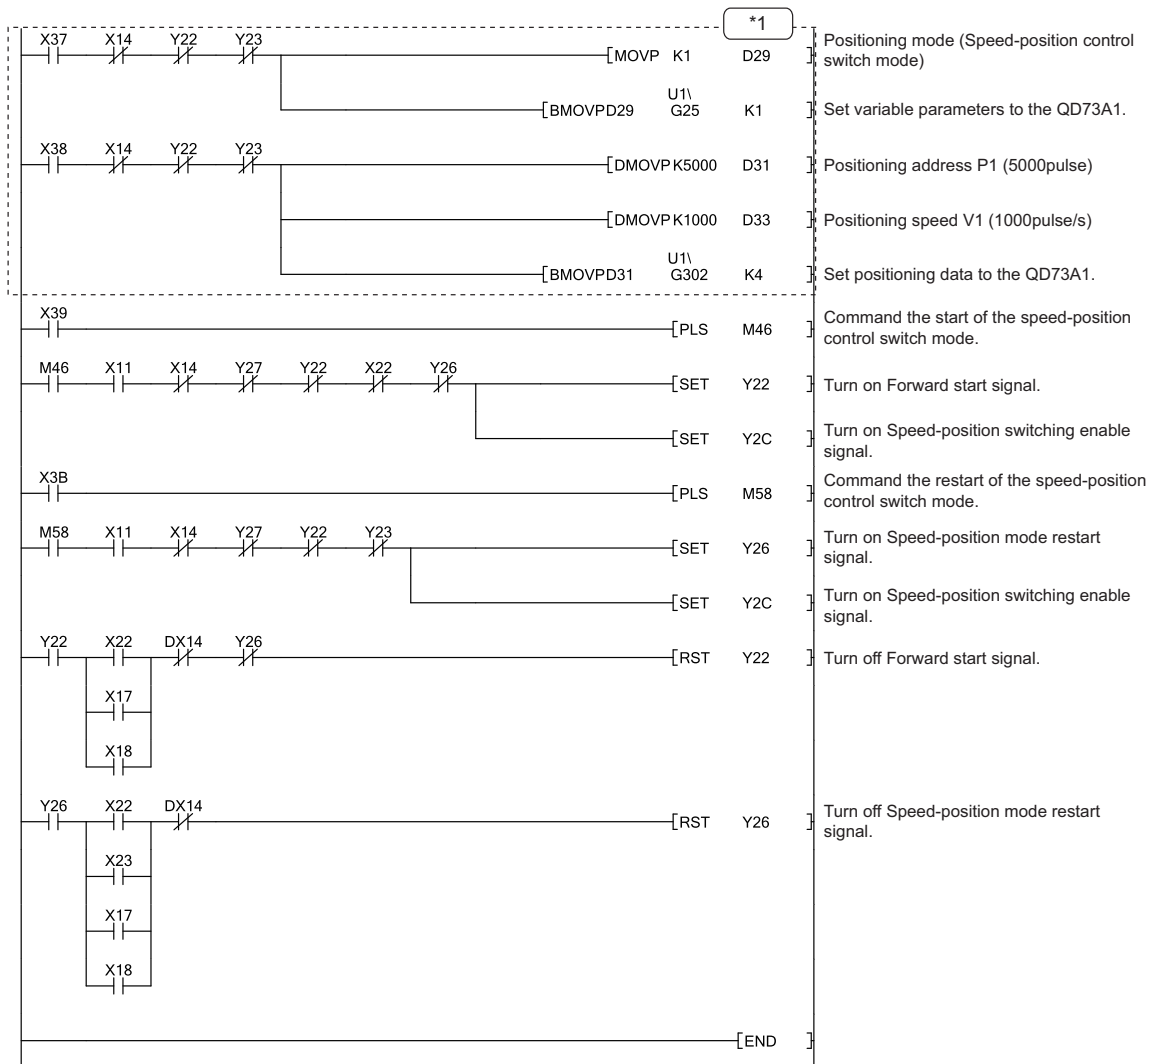 *1
X37 X14 Y22 Y23
[MOVP K1 D29 ]
Positioning mode (Speed-position control
switch mode)
U1\
[BMOVPD29 G25 K1 ]
Set variable parameters to the QD73A1.
X38 X14 Y22 Y23
[DMOVP K5000 D31 ]
Positioning address P1 (5000pulse)
[DMOVP K1000 D33 ]
Positioning speed V1 (1000pulse/s)
U1\
[BMOVPD31 G302 K4 ]
Set positioning data to the QD73A1.
X39
[PLS M46 ]
Command the start of the speed-position
control switch mode.
M46 X11 X14 Y27 Y22 X22 Y26
[SET Y22 ]
Turn on Forward start signal.
[SET Y2C ]
Turn on Speed-position switching enable
signal.
X3B
[PLS M58 ]
Command the restart of the speed-position
control switch mode.
M58 X11 X14 Y27 Y22 Y23
[SET Y26 ]
Turn on Speed-position mode restart
signal.
[SET Y2C ]
Turn on Speed-position switching enable
signal.
Y22 X22 DX14 Y26
[RST Y22 ]
Turn off Forward start signal.
X17
X18
Y26 X22 DX14
[RST Y26 ]
Turn off Speed-position mode restart
signal.
X23
X17
X18
[END ]